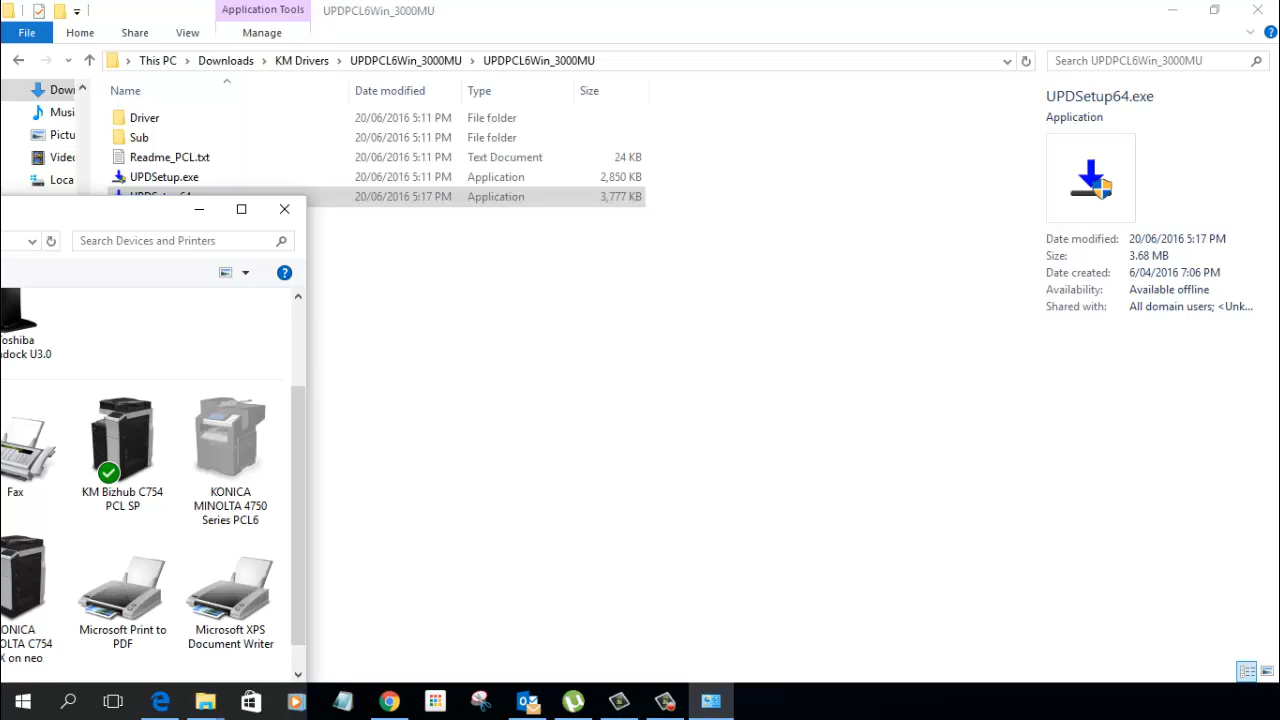 Application Tools
UPDPCL6Win_3000MU
File
Home
Share
View
Manage
This PC
Downloads
KM Drivers
UPDPCL6Win_3000MU
UPDPCL6Win_3000MU
Search UPDPCL6Win_3000MU
Name
Date modified
Type
Size
Driver
20/06/2016 5:11 PM
File folder
Sub
20/06/2016 5:11 PM
File folder
Readme_PCL.txt
20/06/2016 5:11 PM
Text Document
24 KB
UPDSetup.exe
20/06/2016 5:11 PM
Application
2,850 KB
20/06/2016 5:17 PM
Application
3,777 KB
Down
Musi
Pictu
Video
Loca
UPDSetup64.exe
Application
Date modified: 20/06/2016 5:17 PM
Size: 3.68 MB
Date created: 6/04/2016 7:06 PM
Availability: Available offline
Shared with: All domain users; <Unk...
Search Devices and Printers
oshiba
ndock U3.0
Fax
KM Bizhub C754
PCL SP
KONICA
MINOLTA 4750
Series PCL6
ONICA
OLTA C754
X on neo
Microsoft Print to
PDF
Microsoft XPS
Document Writer